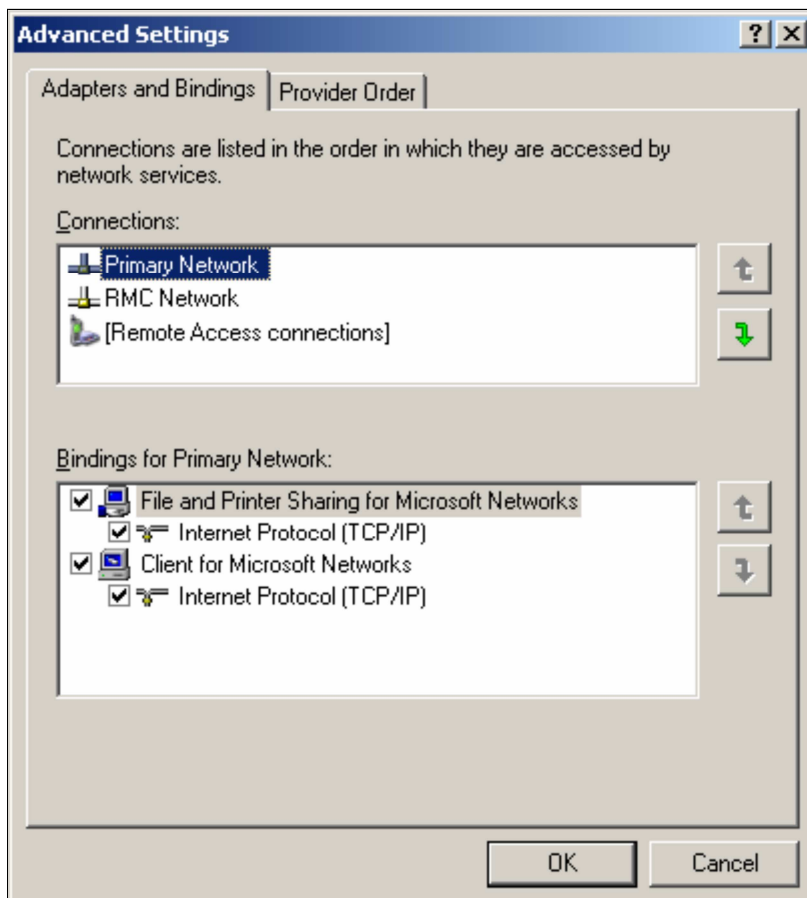 Advanced Settings
Adapters and Bindings
Provider Order
Connections are listed in the order in which they are accessed by
network services.
Connections:
Primary Network
RMC Network
[Remote Access connections]
Bindings for Primary Network:
File and Printer Sharing for Microsoft Networks
Internet Protocol (TCP/IP)
Client for Microsoft Networks
Internet Protocol (TCP/IP)
OK
Cancel